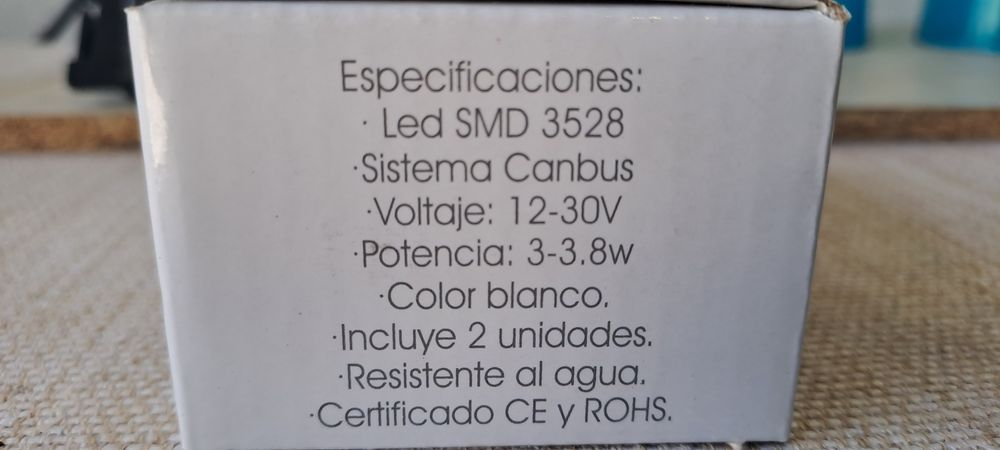 Especificaciones:
· Led SMD 3528
·Sistema Canbus
·Voltaje: 12-30V
·Potencia: 3-3.8w
·Color blanco.
·Incluye 2 unidades.
·Resistente al agua.
·Certificado CE y ROHS.